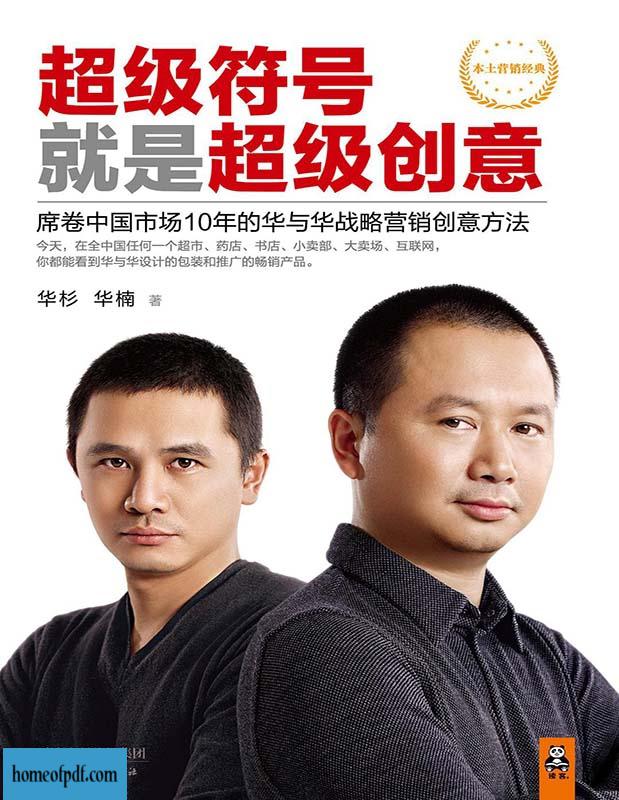 超级符号
本土营销经典
就是超级创意
席卷中国市场10年的华与华战略营销创意方法
今天，在全中国任何一个超市、药店、书店、小卖部、大卖场、互联网，
你都能看到华与华设计的包装和推广的畅销产品。
华杉 华楠 著
集团
社
homeofpdf.com
读客